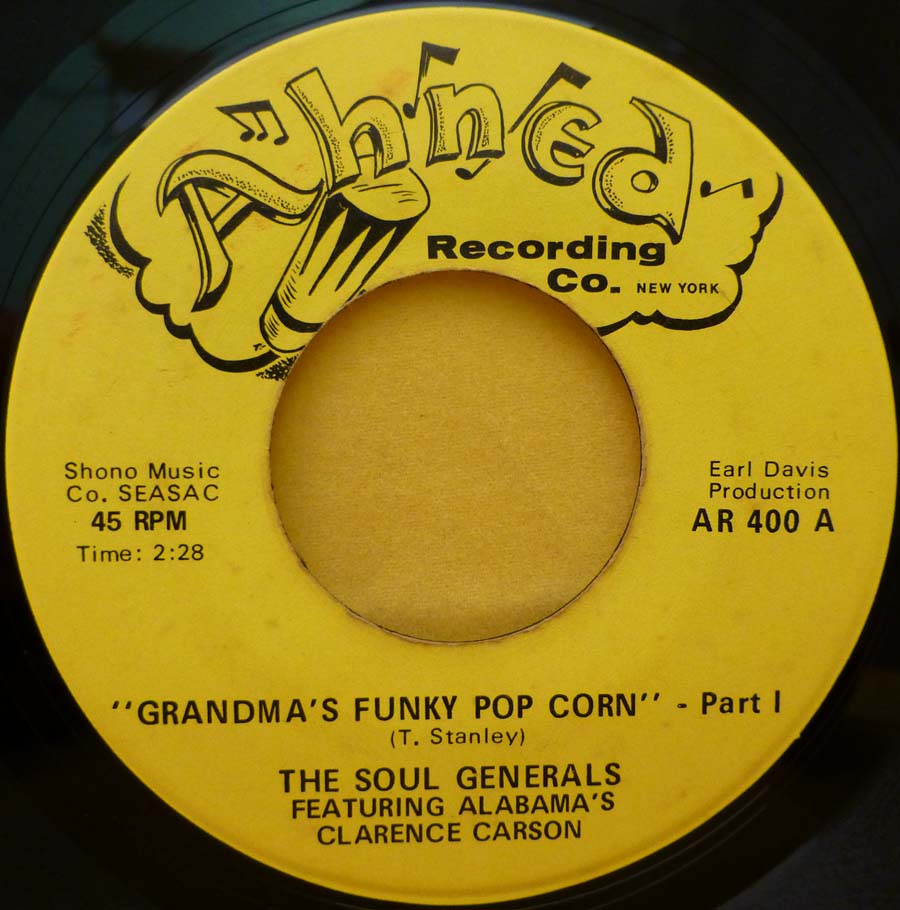 Ahned
Recording
Co. NEW YORK
Shono Music
Co. SEASAC
45 RPM
Time: 2:28
Earl Davis
Production
AR 400 A
"GRANDMA'S FUNKY POP CORN" - Part I
(T. Stanley)
THE SOUL GENERALS
FEATURING ALABAMA'S
CLARENCE CARSON